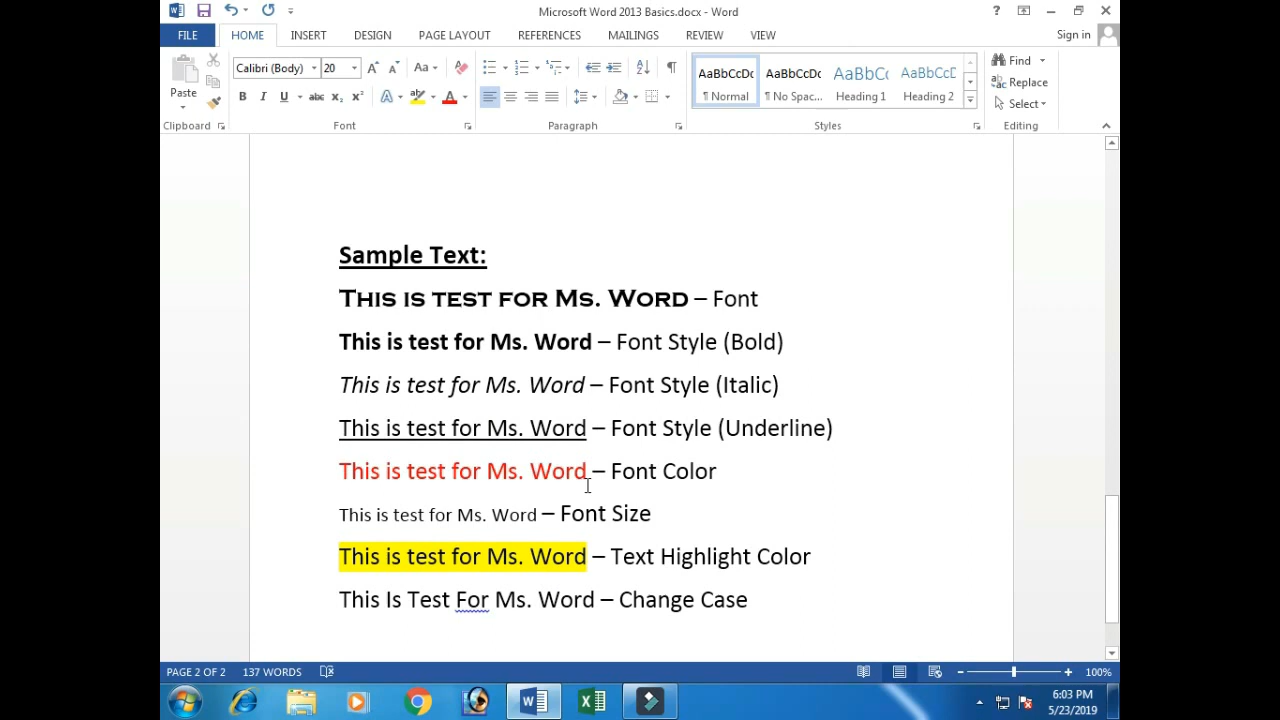 Microsoft Word 2013 Basics.docx - Word
FILE HOME INSERT DESIGN PAGE LAYOUT REFERENCES MAILINGS REVIEW VIEW Sign in
Calibri (Body) 20 Aa AaBbCcDc AaBbCcDc AaBbCc AaBbCcD Find
Paste ¶ Normal ¶ No Spac... Heading 1 Heading 2 Replace
B I U abc x₂ x² A A Select
Clipboard Font Paragraph Styles Editing
Sample Text:
This is test for Ms. Word – Font
This is test for Ms. Word – Font Style (Bold)
This is test for Ms. Word – Font Style (Italic)
This is test for Ms. Word – Font Style (Underline)
This is test for Ms. Word – Font Color
This is test for Ms. Word – Font Size
This is test for Ms. Word – Text Highlight Color
This Is Test For Ms. Word – Change Case
PAGE 2 OF 2 137 WORDS 100%
6:03 PM
5/23/2019